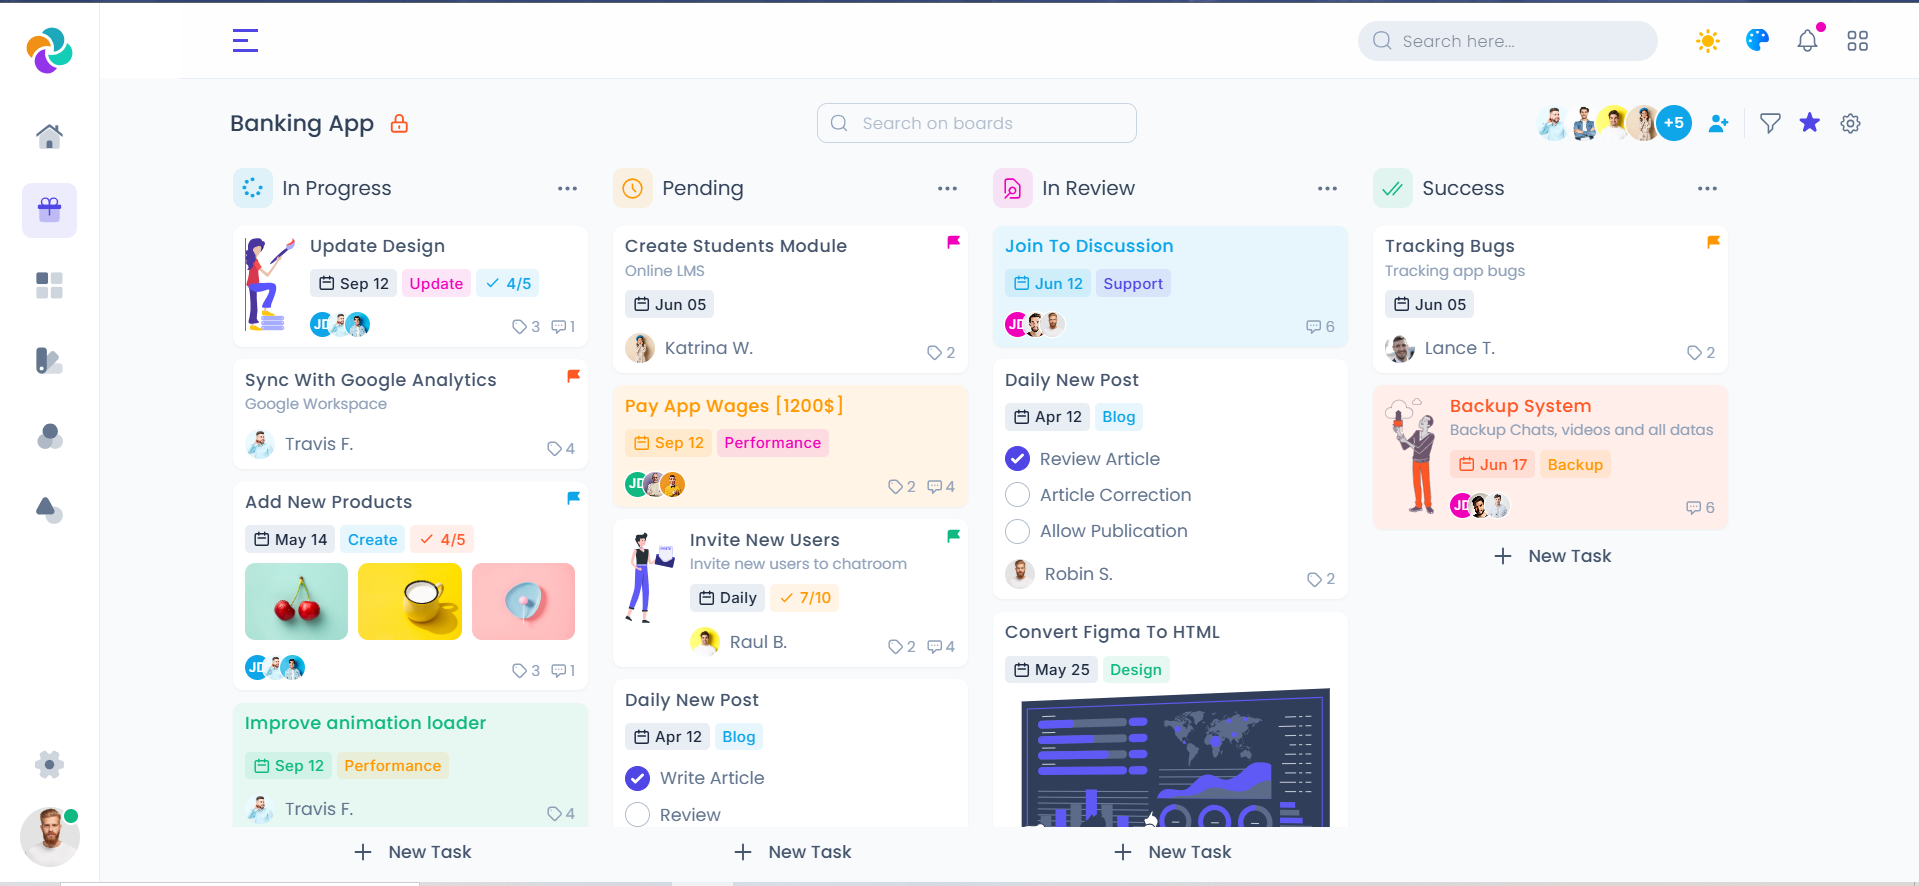 Search here...
Banking App
Search on boards
+5
In Progress
Update Design
Sep 12
Update
4/5
JD
3
1
Sync With Google Analytics
Google Workspace
Travis F.
4
Add New Products
May 14
Create
4/5
JD
3
1
Improve animation loader
Sep 12
Performance
Travis F.
4
New Task
Pending
Create Students Module
Online LMS
Jun 05
Katrina W.
2
Pay App Wages [1200$]
Sep 12
Performance
JD
2
4
Invite New Users
Invite new users to chatroom
Daily
7/10
Raul B.
2
4
Daily New Post
Apr 12
Blog
Write Article
Review
New Task
In Review
Join To Discussion
Jun 12
Support
JD
6
Daily New Post
Apr 12
Blog
Review Article
Article Correction
Allow Publication
Robin S.
2
Convert Figma To HTML
May 25
Design
New Task
Success
Tracking Bugs
Tracking app bugs
Jun 05
Lance T.
2
Backup System
Backup Chats, videos and all datas
Jun 17
Backup
JD
6
New Task